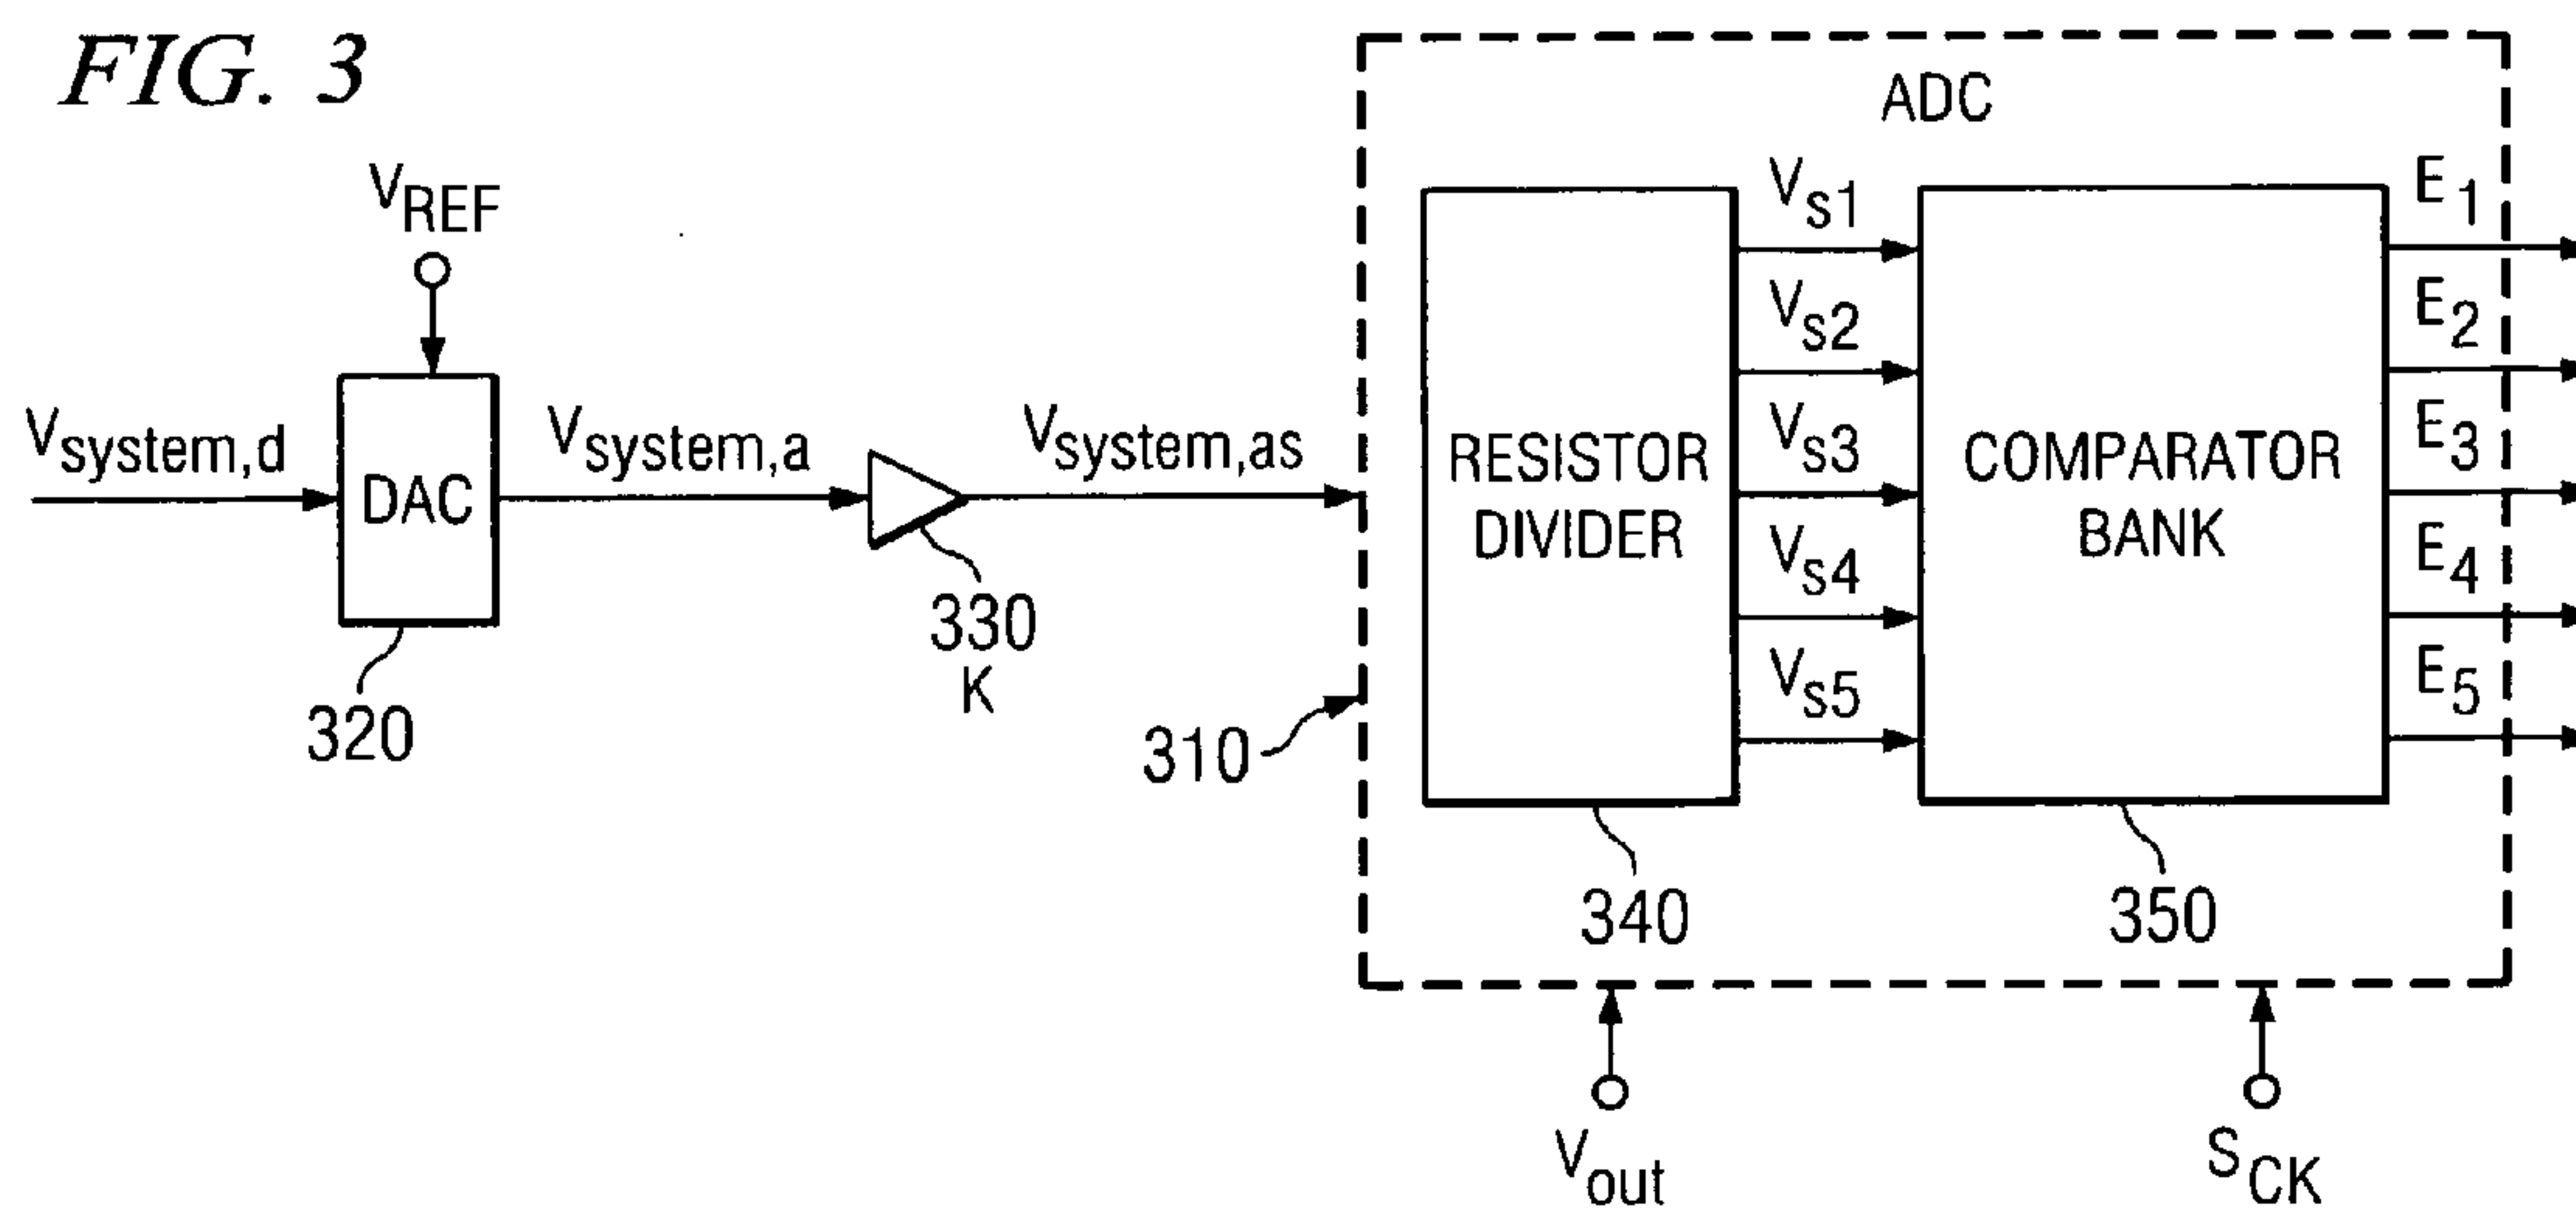 FIG. 3
ADC
VREF
Vsystem,d
DAC
Vsystem,a
Vsystem,as
320
330
K
310
RESISTOR
DIVIDER
340
Vs1
Vs2
Vs3
Vs4
Vs5
COMPARATOR
BANK
350
E1
E2
E3
E4
E5
Vout
SCK